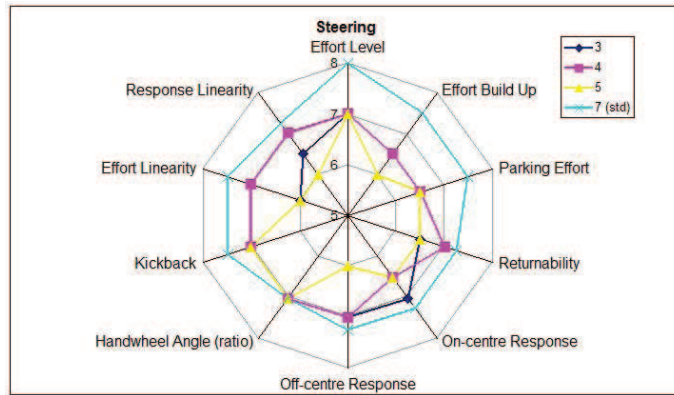 Steering
Effort Level
8
3
4
5
7 (std)
Response Linearity
Effort Build Up
7
Effort Linearity
6
Parking Effort
5
Kickback
Returnability
Handwheel Angle (ratio)
On-centre Response
Off-centre Response